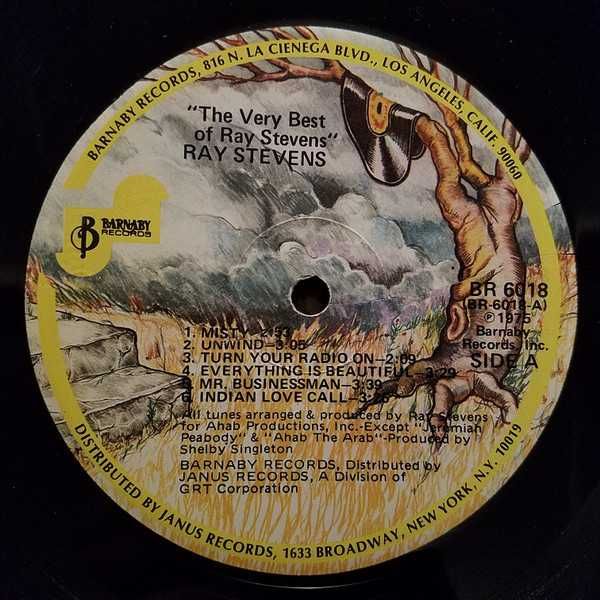 BARNABY RECORDS, 816 N. LA CIENEGA BLVD., LOS ANGELES, CALIF. 90060
"The Very Best
of Ray Stevens"
RAY STEVENS
B BARNABY
RECORDS
BR 6018
(BR-6018-A)
℗ 1975
Barnaby
Records, Inc.
SIDE A
1. MISTY—2:53
2. UNWIND—3:05
3. TURN YOUR RADIO ON—2:09
4. EVERYTHING IS BEAUTIFUL—3:29
5. MR. BUSINESSMAN—3:39
6. INDIAN LOVE CALL—
All tunes arranged & produced by Ray Stevens
for Ahab Productions, Inc.-Except "Jeremiah
Peabody" & "Ahab The Arab"-Produced by
Shelby Singleton
BARNABY RECORDS, Distributed by
JANUS RECORDS, A Division of
GRT Corporation
DISTRIBUTED BY JANUS RECORDS, 1633 BROADWAY, NEW YORK, N.Y. 10019